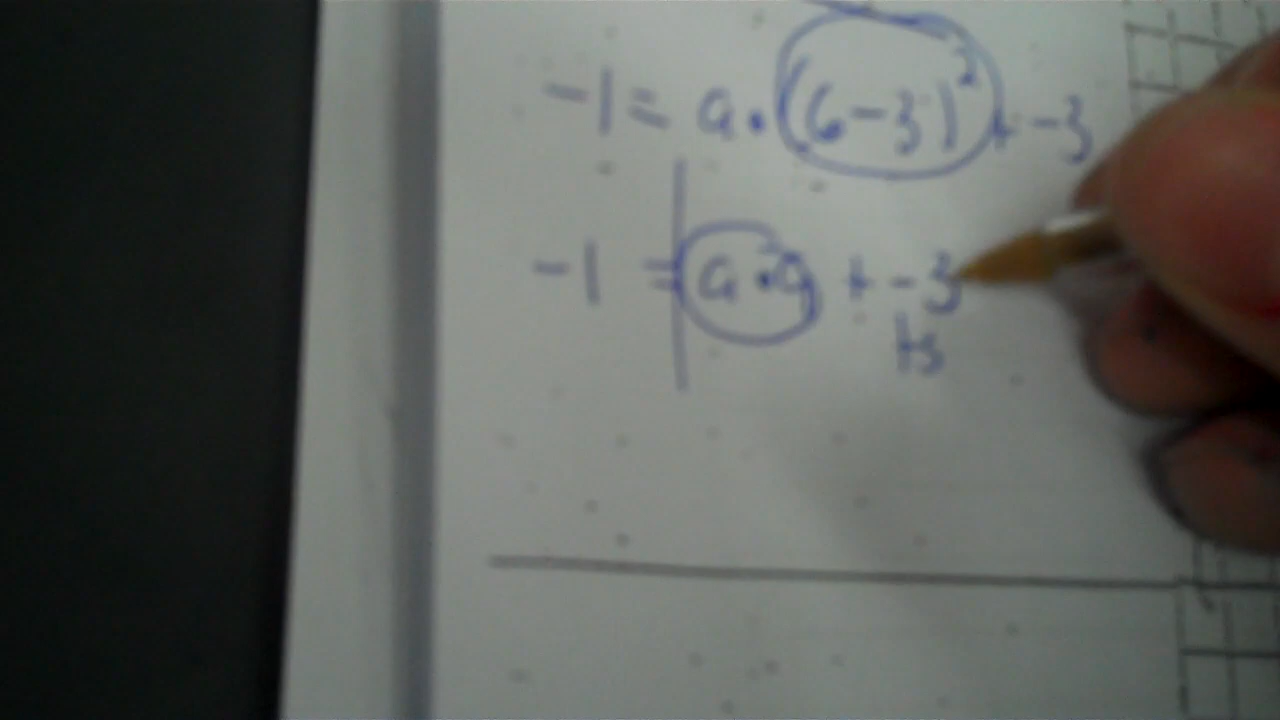 -1 = a • (6-3)² + -3
-1 = a • 9 + -3
+3